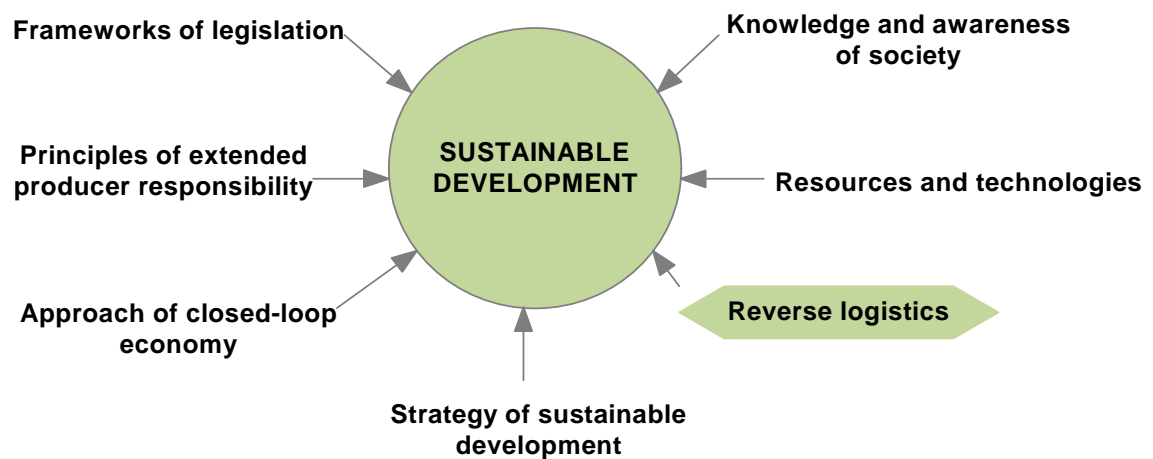 Frameworks of legislation
Knowledge and awareness
of society
Principles of extended
producer responsibility
SUSTAINABLE
DEVELOPMENT
Resources and technologies
Approach of closed-loop
economy
Reverse logistics
Strategy of sustainable
development